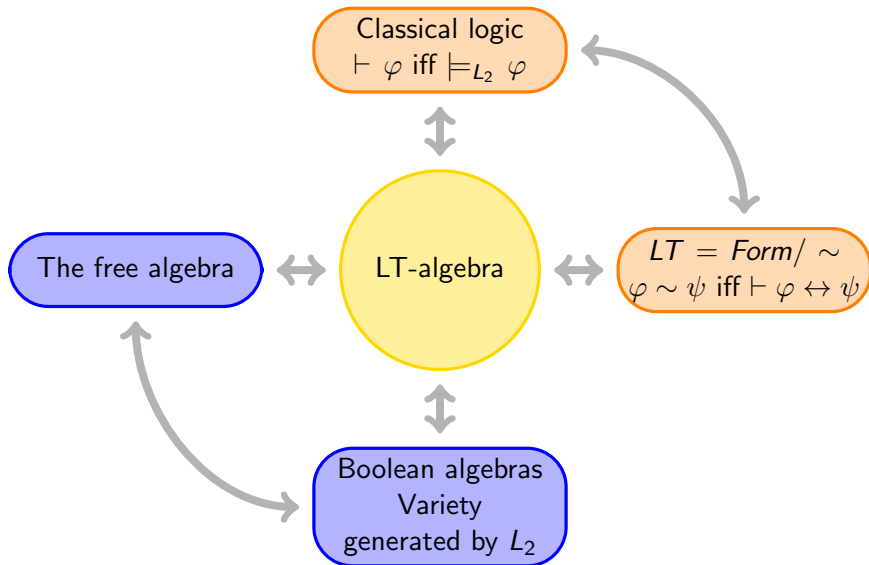 Classical logic
⊢ φ iff ⊨_{L_2} φ
The free algebra
LT-algebra
LT = Form/ ∼
φ ∼ ψ iff ⊢ φ ↔ ψ
Boolean algebras
Variety
generated by L_2